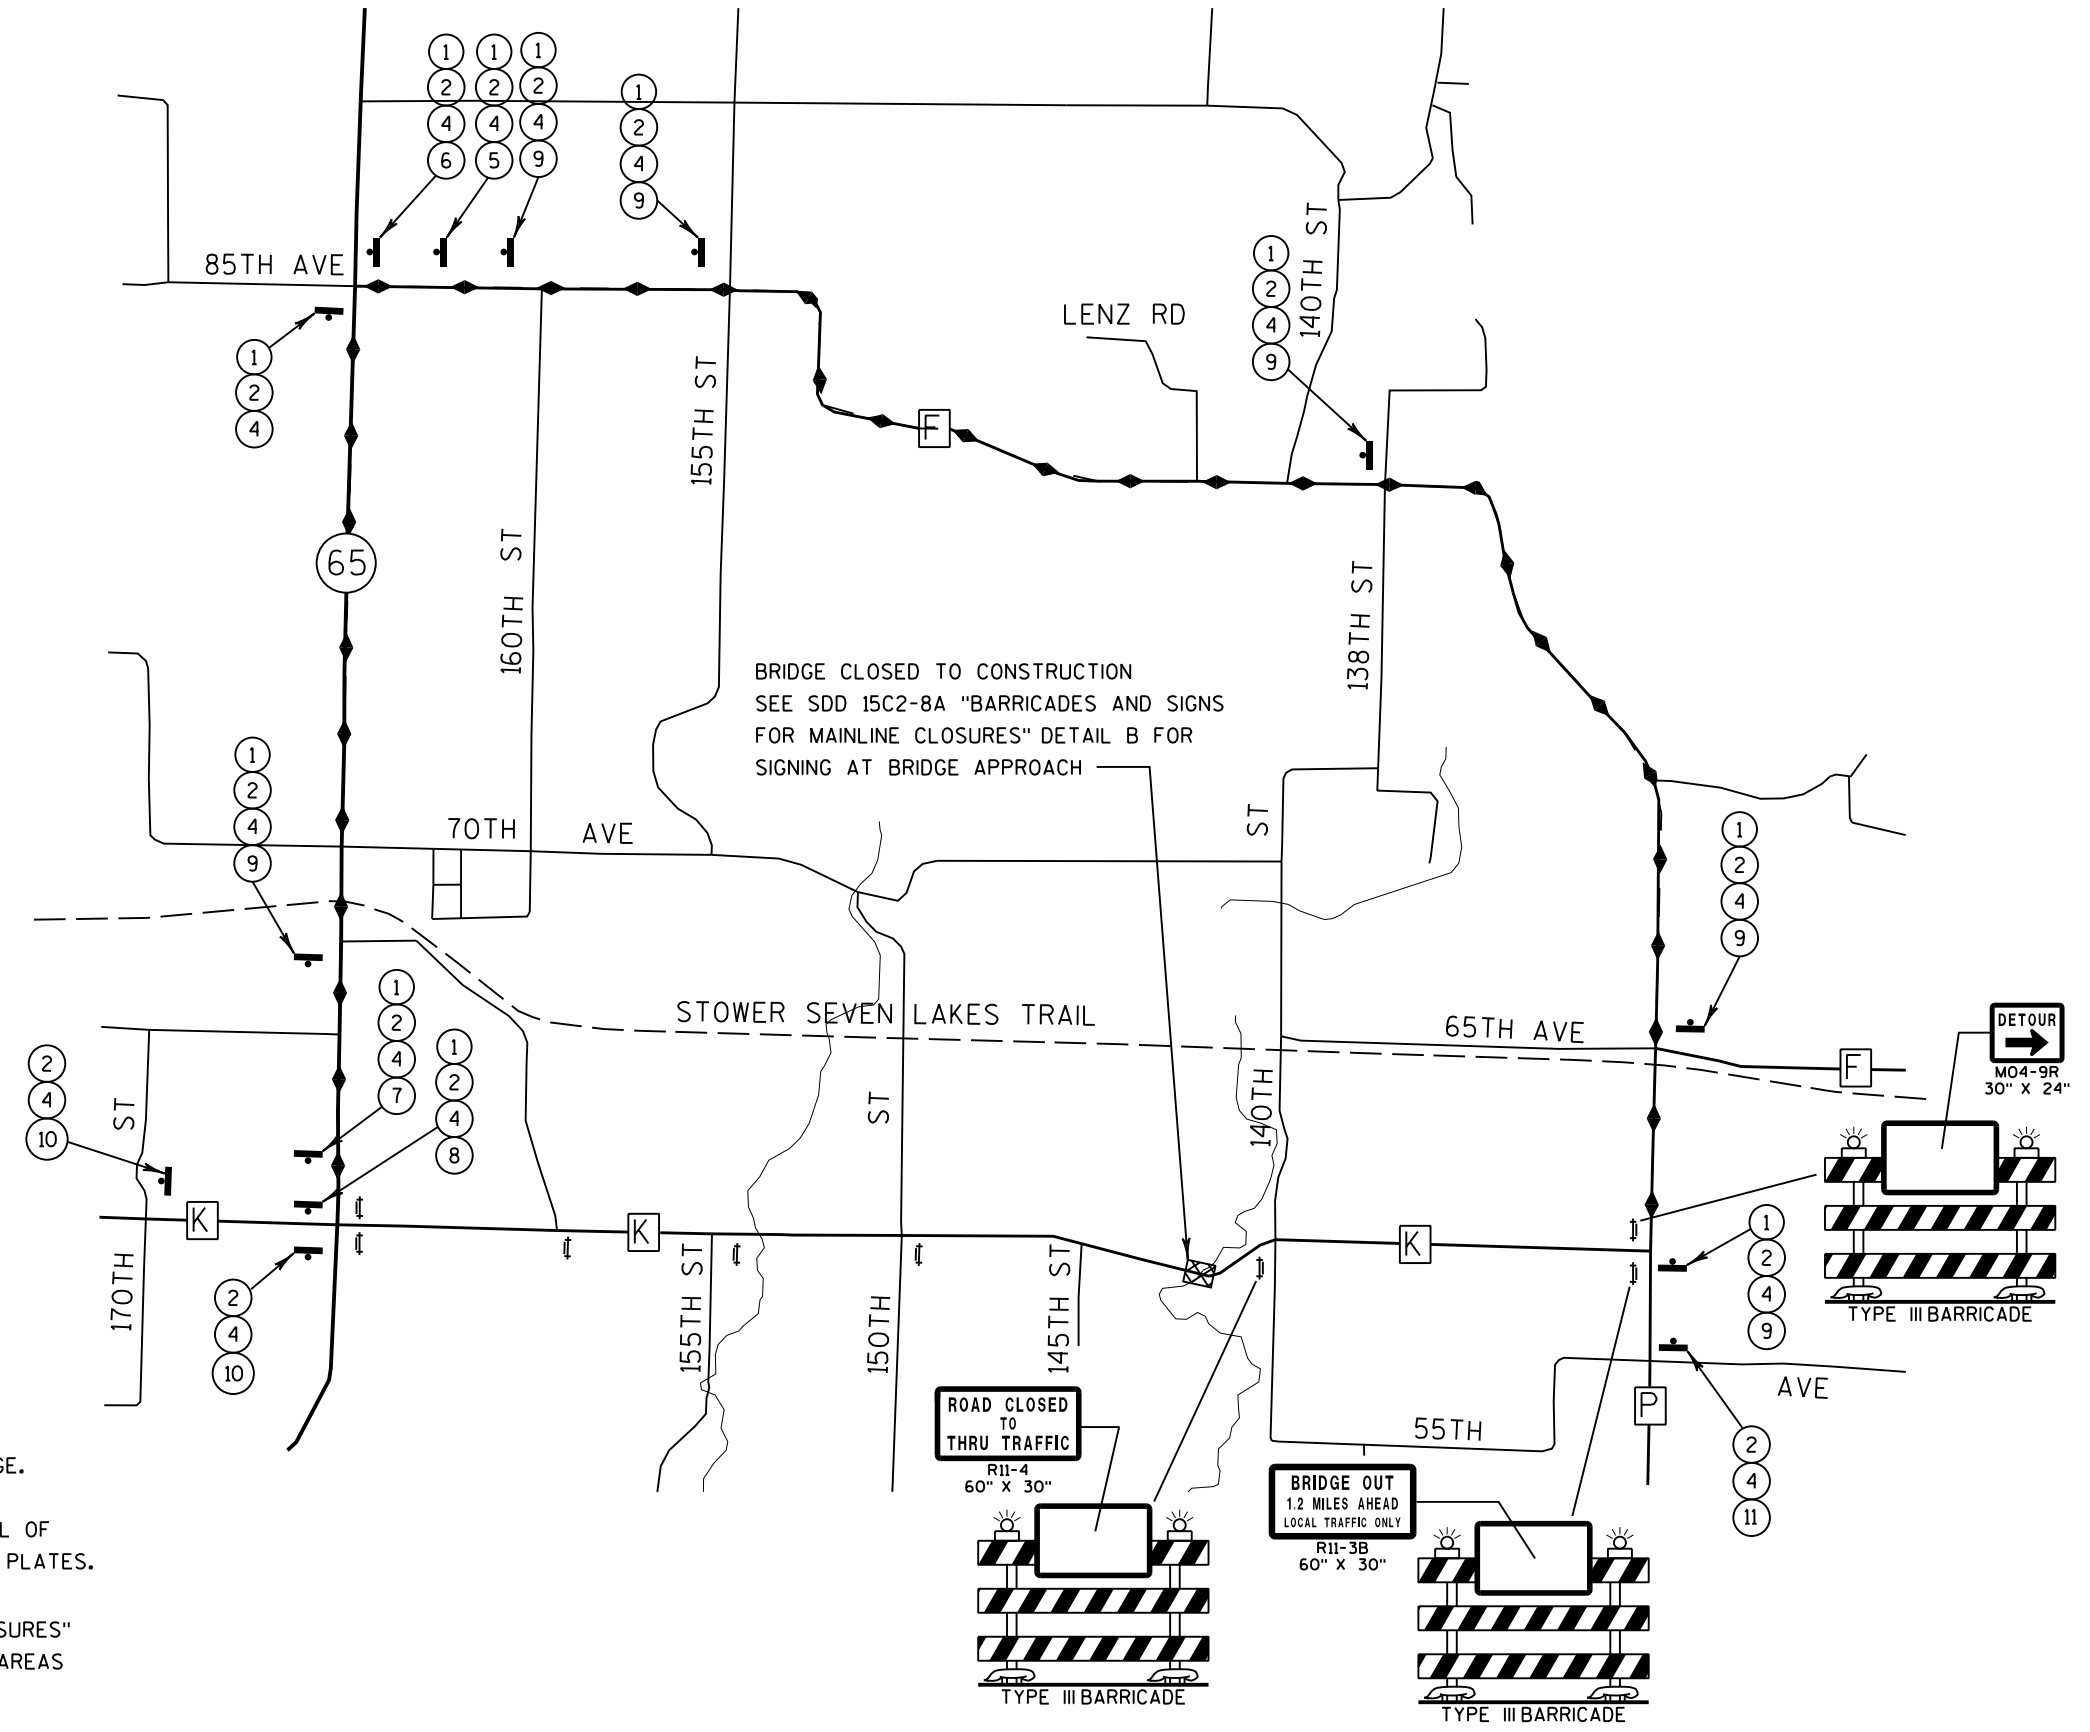 1
2
4
6
1
2
4
5
1
2
4
9
1
2
4
9
85TH AVE
1
2
4
140TH ST
1
2
4
9
LENZ RD
155TH ST
F
65
160TH ST
138TH ST
BRIDGE CLOSED TO CONSTRUCTION
SEE SDD 15C2-8A "BARRICADES AND SIGNS
FOR MAINLINE CLOSURES" DETAIL B FOR
SIGNING AT BRIDGE APPROACH
1
2
4
9
70TH AVE
1
2
4
9
STOWER SEVEN LAKES TRAIL
65TH AVE
F
140TH ST
DETOUR
M04-9R
30" X 24"
TYPE III BARRICADE
2
4
10
1
2
4
7
1
2
4
8
170TH ST
K
K
K
155TH ST
150TH ST
145TH ST
2
4
10
1
2
4
9
P
55TH AVE
2
4
11
ROAD CLOSED
TO
THRU TRAFFIC
R11-4
60" X 30"
TYPE III BARRICADE
BRIDGE OUT
1.2 MILES AHEAD
LOCAL TRAFFIC ONLY
R11-3B
60" X 30"
TYPE III BARRICADE
GE.
L OF
PLATES.
SURES"
AREAS